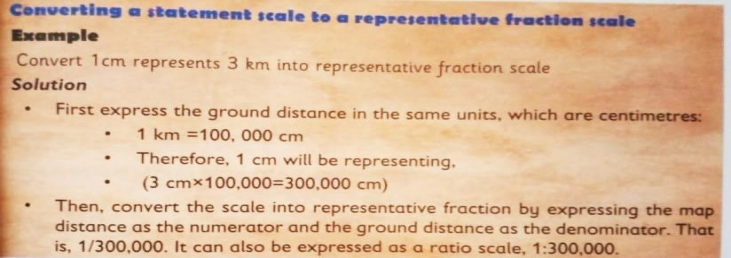 Converting a statement scale to a representative fraction scale
Example
Convert 1cm represents 3 km into representative fraction scale
Solution
• First express the ground distance in the same units, which are centimetres:
• 1 km =100, 000 cm
• Therefore, 1 cm will be representing,
• (3 cm×100,000=300,000 cm)
• Then, convert the scale into representative fraction by expressing the map
distance as the numerator and the ground distance as the denominator. That
is, 1/300,000. It can also be expressed as a ratio scale, 1:300,000.